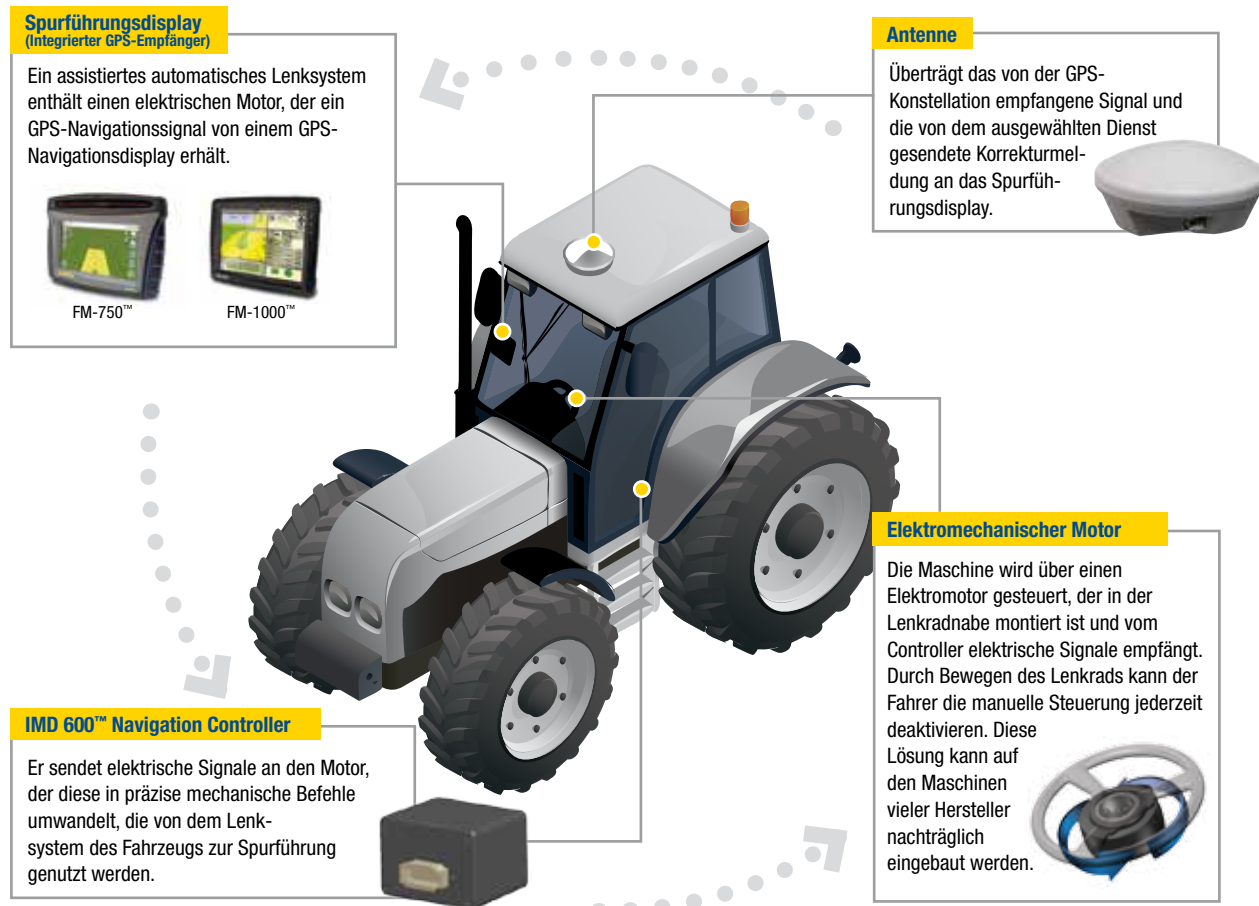 Spurführungsdisplay
(Integrierter GPS-Empfänger)
Ein assistiertes automatisches Lenksystem
enthält einen elektrischen Motor, der ein
GPS-Navigationssignal von einem GPS-
Navigationsdisplay erhält.
FM-750™
FM-1000™
Antenne
Überträgt das von der GPS-
Konstellation empfangene Signal und
die von dem ausgewählten Dienst
gesendete Korrekturmel-
dung an das Spurfüh-
rungsdisplay.
Elektromechanischer Motor
Die Maschine wird über einen
Elektromotor gesteuert, der in der
Lenkradnabe montiert ist und vom
Controller elektrische Signale empfängt.
Durch Bewegen des Lenkrads kann der
Fahrer die manuelle Steuerung jederzeit
deaktivieren. Diese
Lösung kann auf
den Maschinen
vieler Hersteller
nachträglich
eingebaut werden.
IMD 600™ Navigation Controller
Er sendet elektrische Signale an den Motor,
der diese in präzise mechanische Befehle
umwandelt, die von dem Lenk-
system des Fahrzeugs zur Spurführung
genutzt werden.